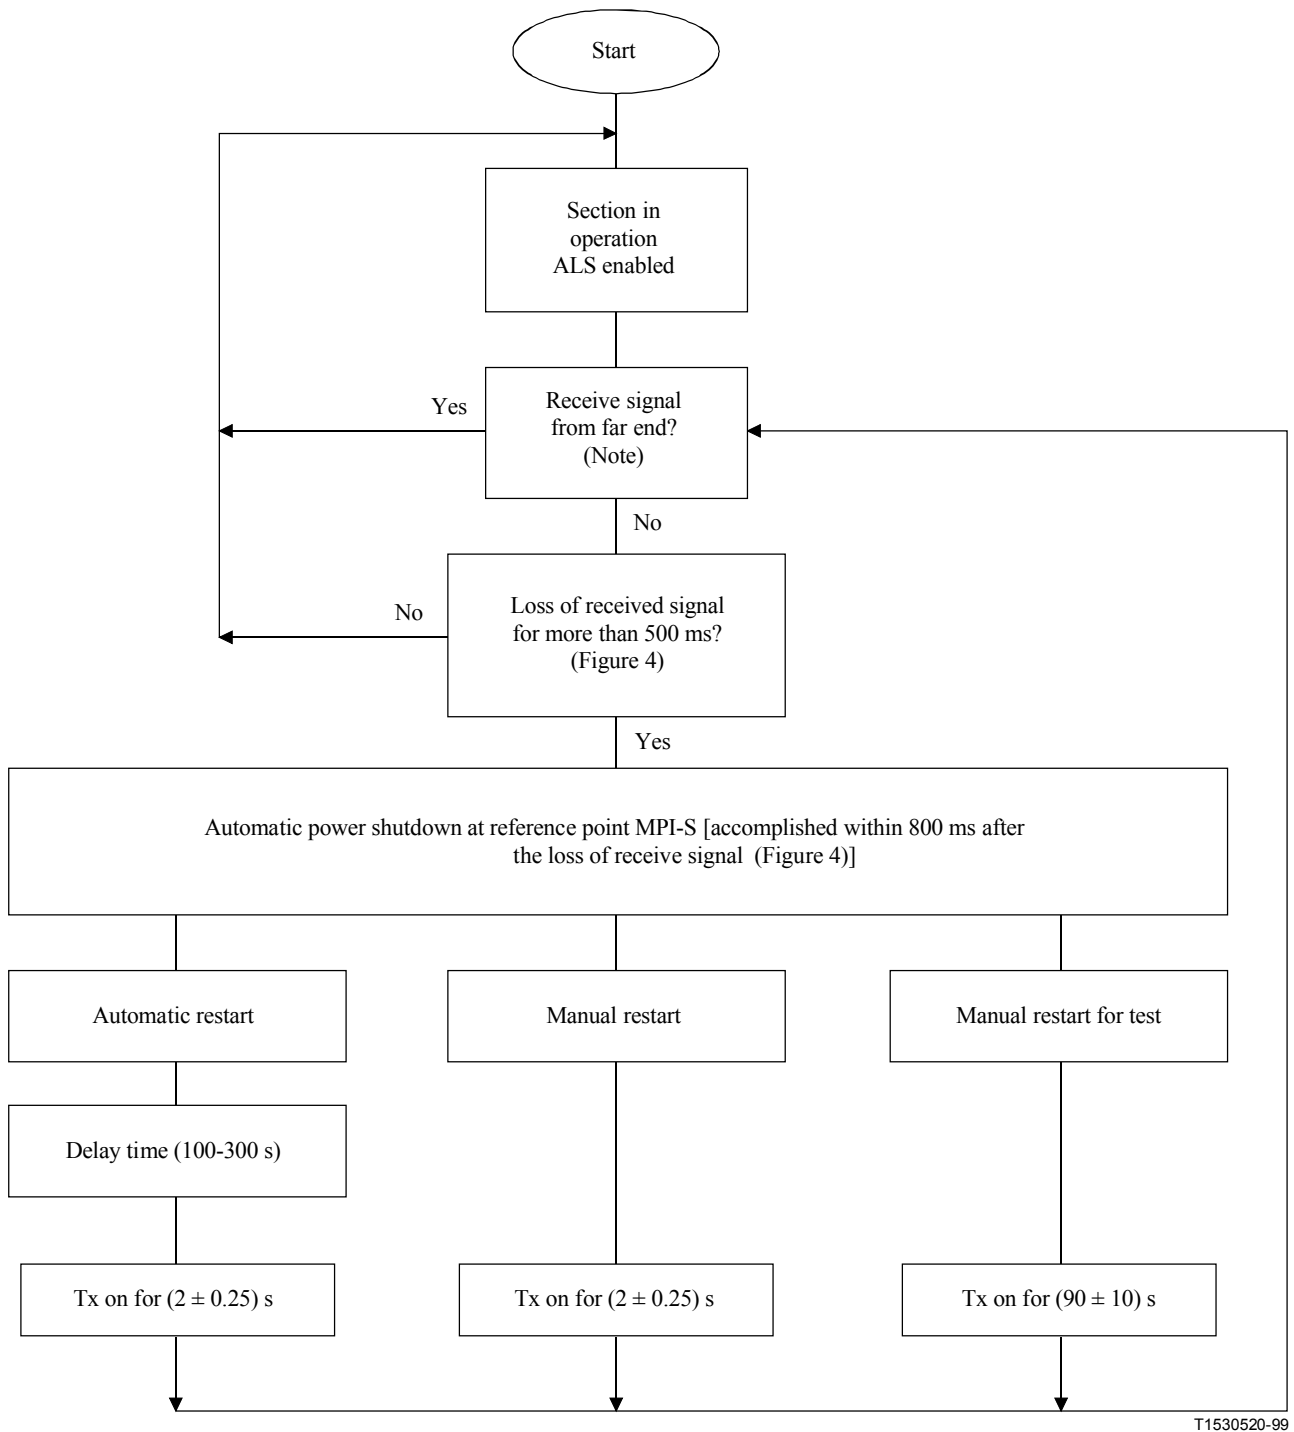 Start
Section in
operation
ALS enabled
Yes
Receive signal
from far end?
(Note)
No
No
Loss of received signal
for more than 500 ms?
(Figure 4)
Yes
Automatic power shutdown at reference point MPI-S [accomplished within 800 ms after
the loss of receive signal (Figure 4)]
Automatic restart
Manual restart
Manual restart for test
Delay time (100-300 s)
Tx on for (2 ± 0.25) s
Tx on for (2 ± 0.25) s
Tx on for (90 ± 10) s
T1530520-99